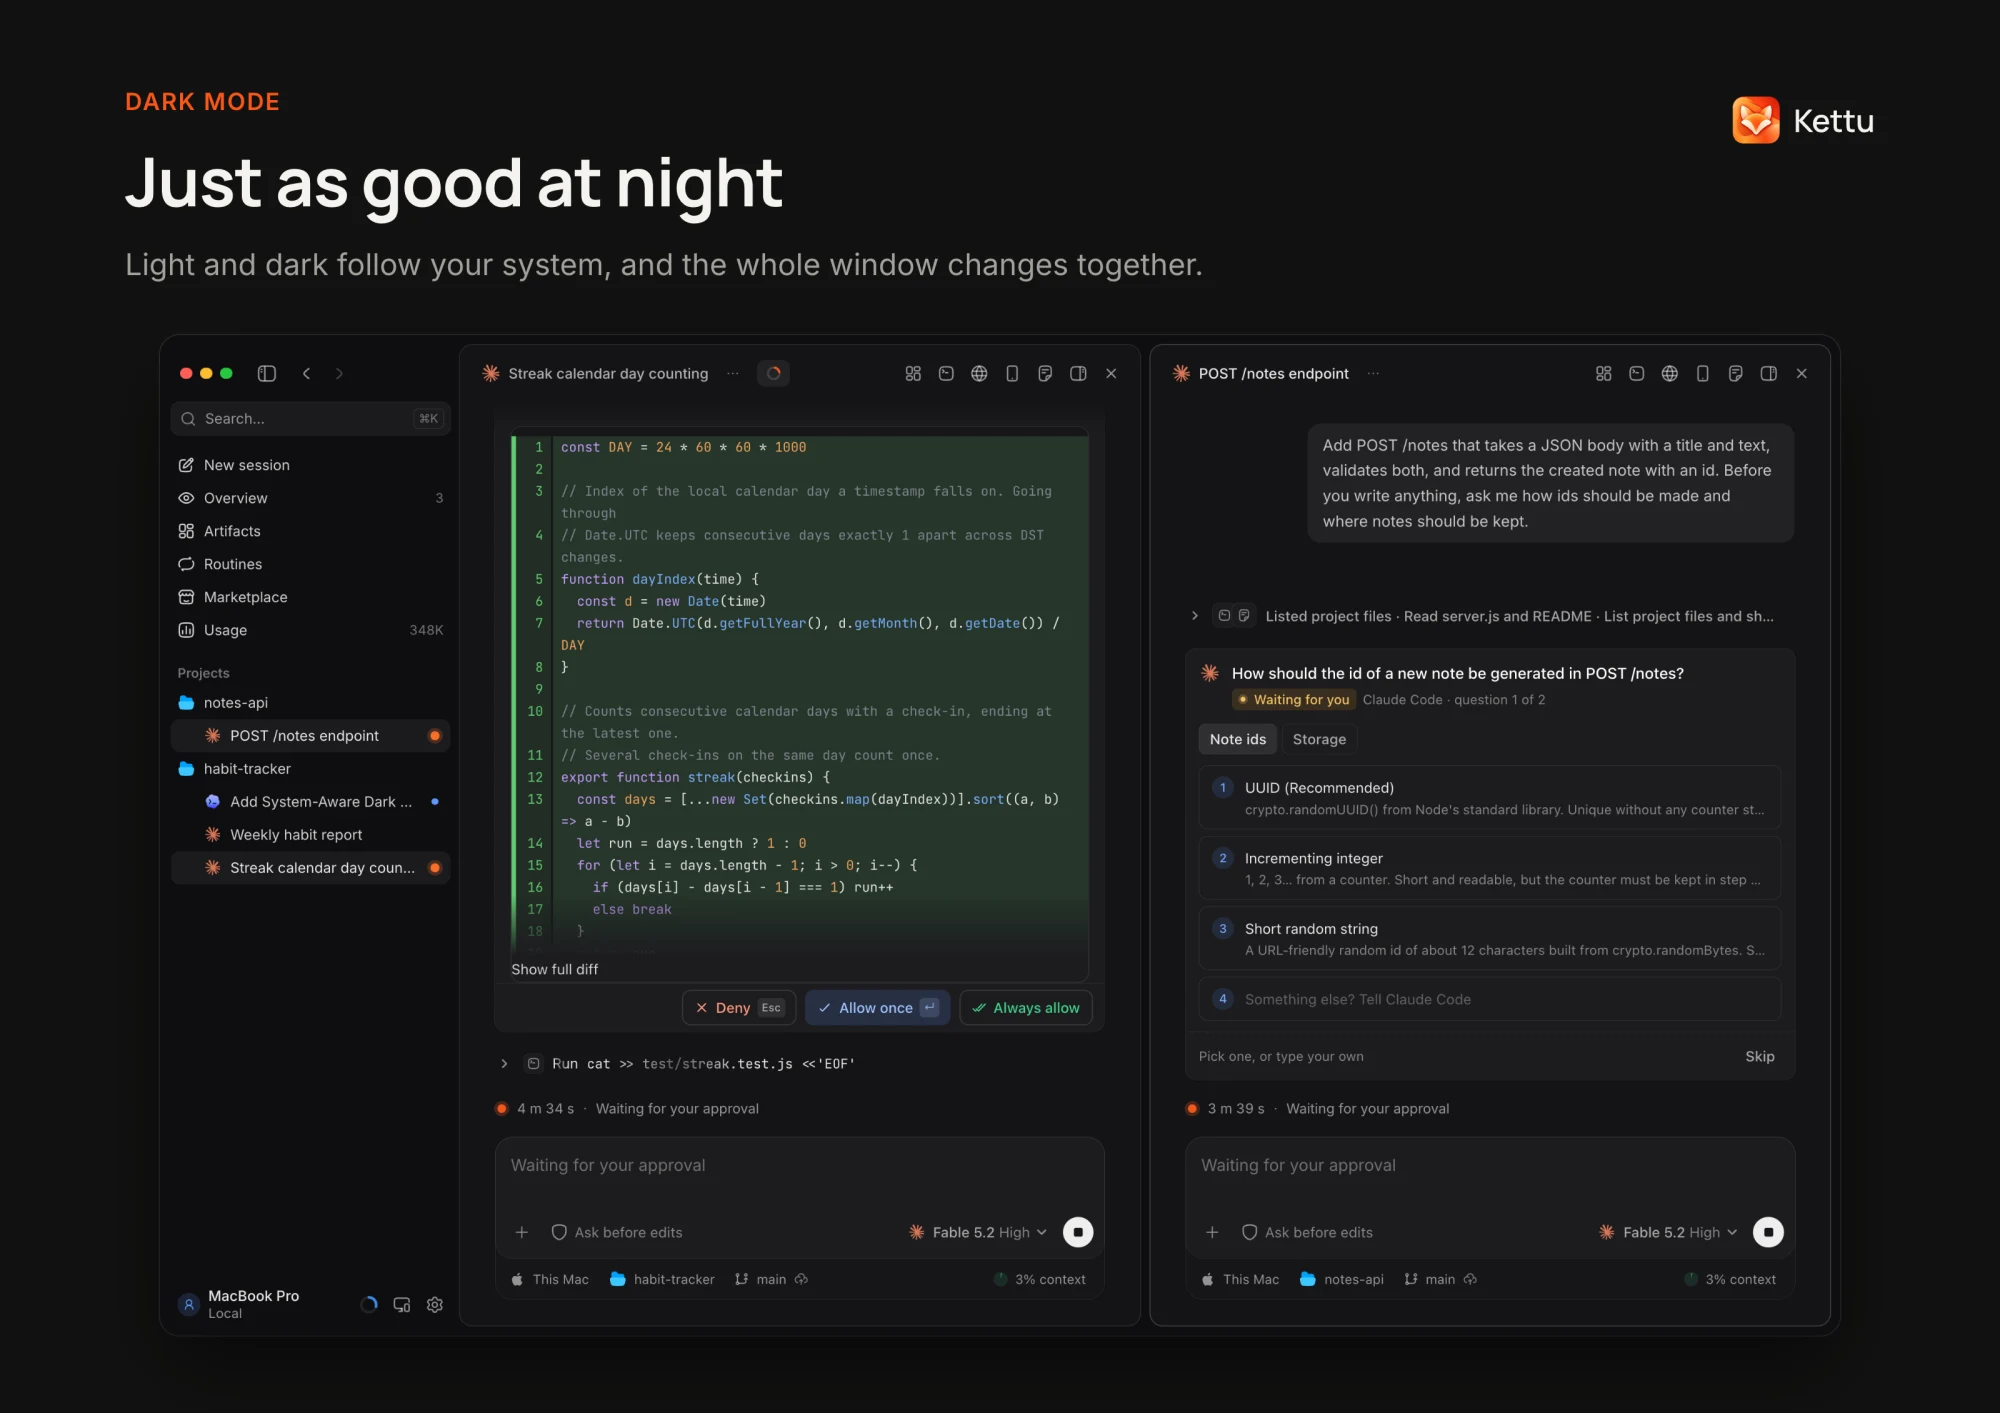 DARK MODE
Kettu
Just as good at night
Light and dark follow your system, and the whole window changes together.
Search...
⌘K
New session
Overview 3
Artifacts
Routines
Marketplace
Usage 348K
Projects
notes-api
POST /notes endpoint
habit-tracker
Add System-Aware Dark ...
Weekly habit report
Streak calendar day coun...
MacBook Pro
Local
Streak calendar day counting ...
1 const DAY = 24 * 60 * 60 * 1000
2
3 // Index of the local calendar day a timestamp falls on. Going
through
4 // Date.UTC keeps consecutive days exactly 1 apart across DST
changes.
5 function dayIndex(time) {
6 const d = new Date(time)
7 return Date.UTC(d.getFullYear(), d.getMonth(), d.getDate()) /
DAY
8 }
9
10 // Counts consecutive calendar days with a check-in, ending at
the latest one.
11 // Several check-ins on the same day count once.
12 export function streak(checkins) {
13 const days = [...new Set(checkins.map(dayIndex))].sort((a, b)
=> a - b)
14 let run = days.length ? 1 : 0
15 for (let i = days.length - 1; i > 0; i--) {
16 if (days[i] - days[i - 1] === 1) run++
17 else break
18 }
Show full diff
Deny Esc
Allow once
Always allow
Run cat >> test/streak.test.js <<'EOF'
4 m 34 s · Waiting for your approval
Waiting for your approval
Ask before edits
Fable 5.2 High
This Mac
habit-tracker
main
3% context
POST /notes endpoint ...
Add POST /notes that takes a JSON body with a title and text,
validates both, and returns the created note with an id. Before
you write anything, ask me how ids should be made and
where notes should be kept.
Listed project files · Read server.js and README · List project files and sh...
How should the id of a new note be generated in POST /notes?
Waiting for you Claude Code · question 1 of 2
Note ids
Storage
1 UUID (Recommended)
crypto.randomUUID() from Node's standard library. Unique without any counter st...
2 Incrementing integer
1, 2, 3... from a counter. Short and readable, but the counter must be kept in step ...
3 Short random string
A URL-friendly random id of about 12 characters built from crypto.randomBytes. S...
4 Something else? Tell Claude Code
Pick one, or type your own
Skip
3 m 39 s · Waiting for your approval
Waiting for your approval
Ask before edits
Fable 5.2 High
This Mac
notes-api
main
3% context